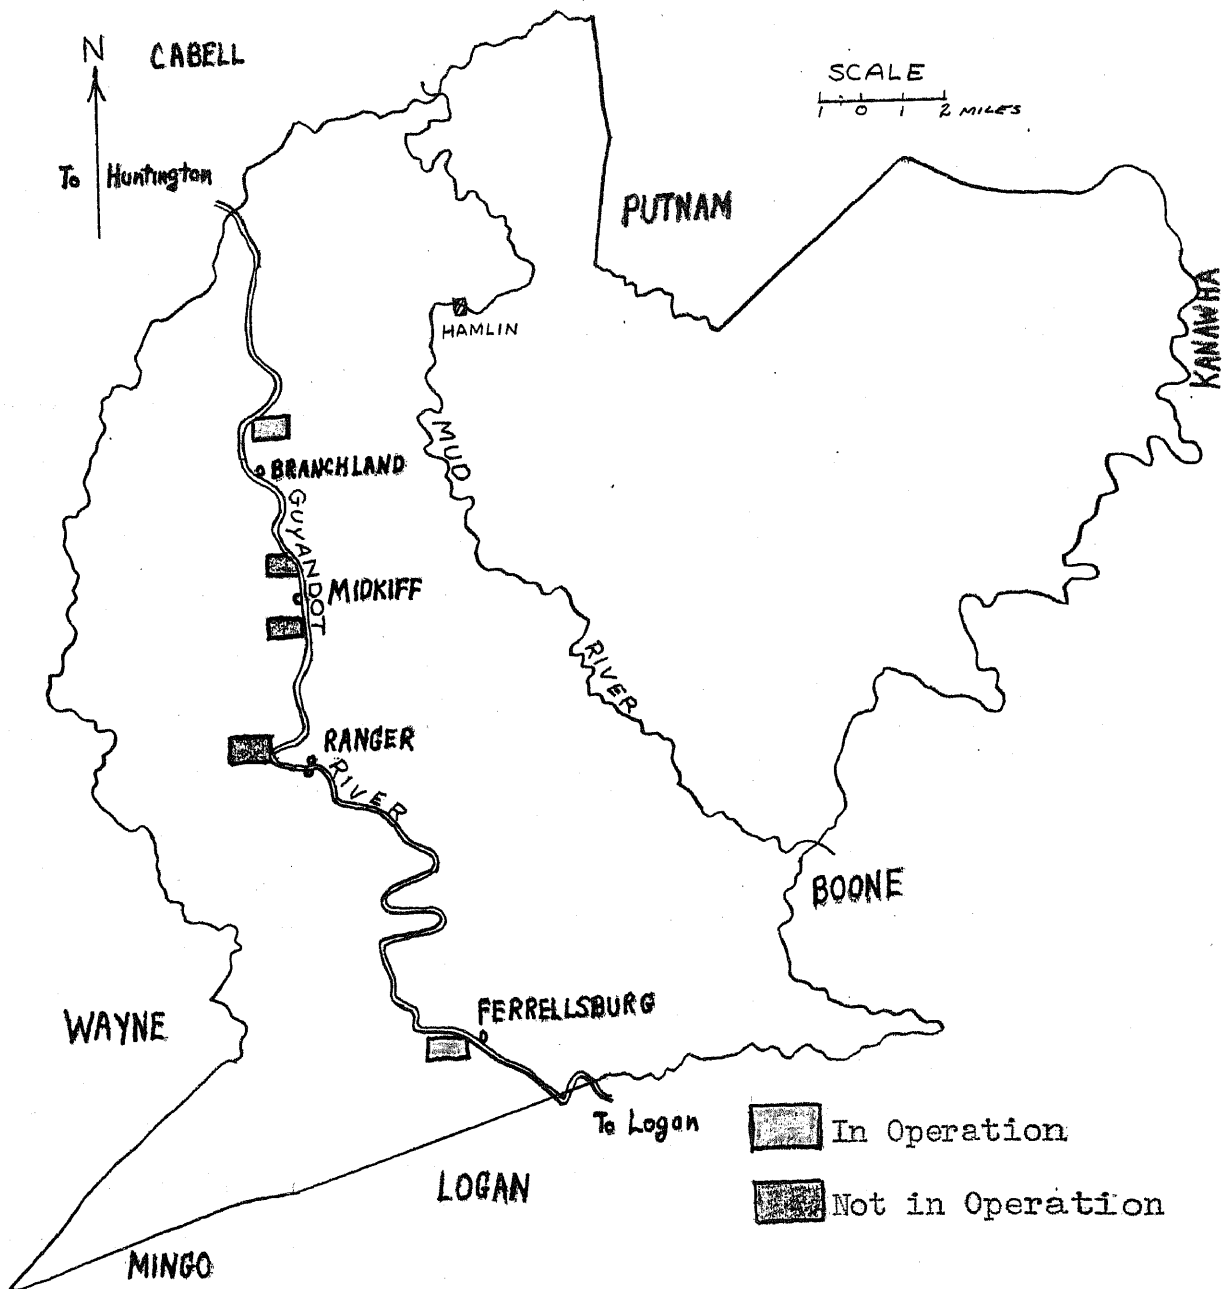 N
CABELL
SCALE
1 0 1 2 MILES
To Huntington
PUTNAM
KANAWHA
HAMLIN
MUD
BRANCHLAND
GUYANDOT
MIDKIFF
RIVER
RANGER
RIVER
BOONE
FERRELLSBURG
WAYNE
To Logan
In Operation
LOGAN
Not in Operation
MINGO